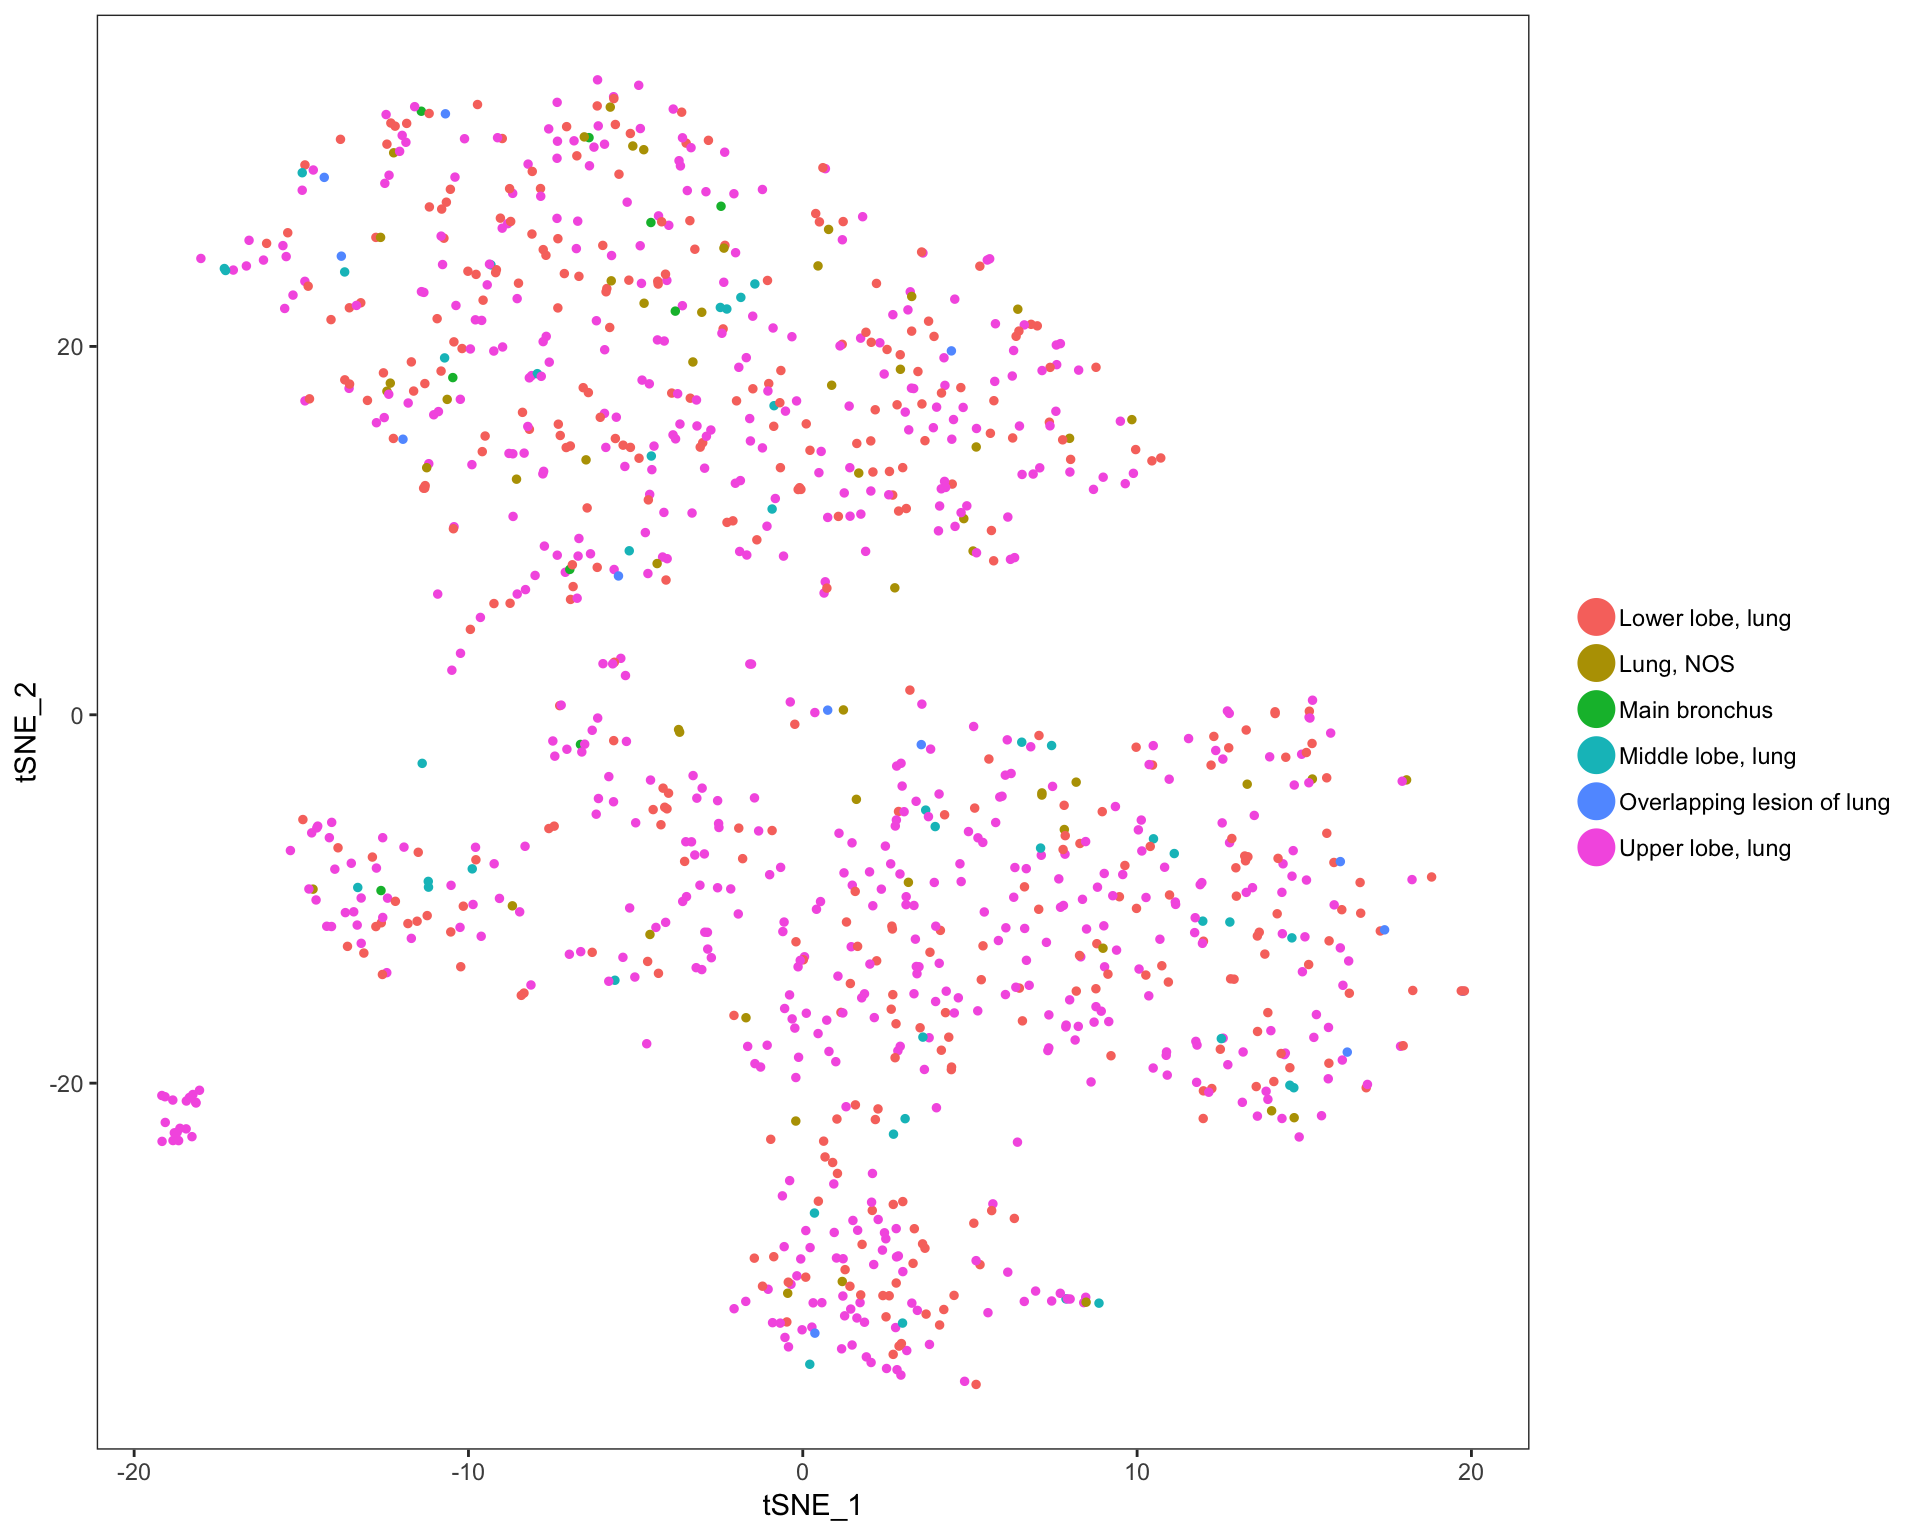 tSNE_2
20
0
-20
-20
-10
0
10
20
tSNE_1
Lower lobe, lung
Lung, NOS
Main bronchus
Middle lobe, lung
Overlapping lesion of lung
Upper lobe, lung